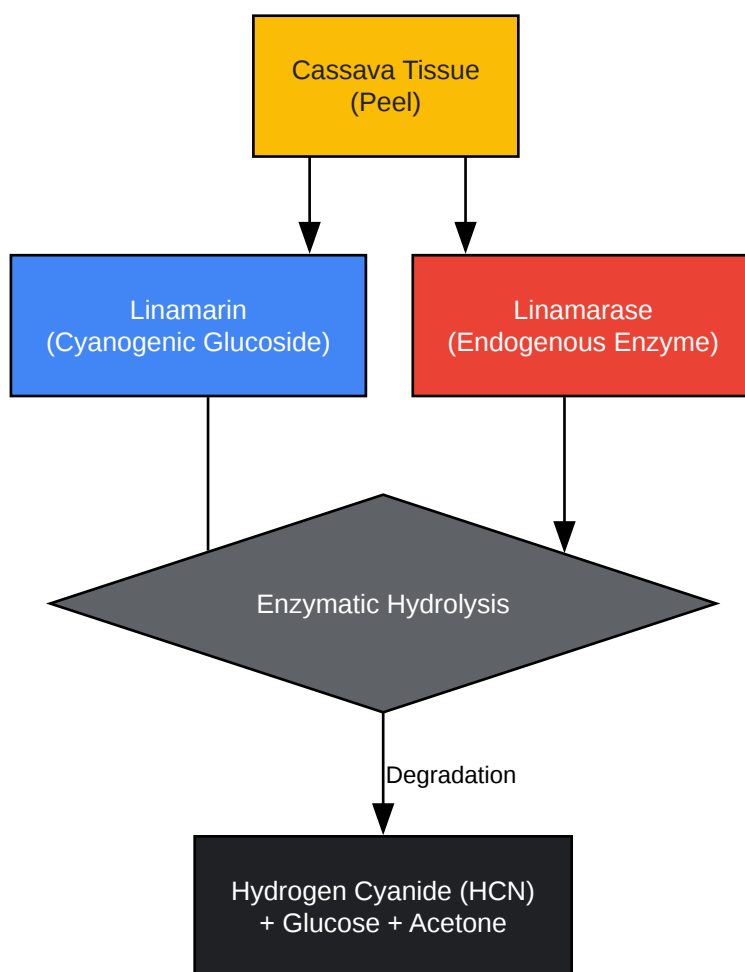 Cassava Tissue
(Peel)
Linamarin
(Cyanogenic Glucoside)
Linamarase
(Endogenous Enzyme)
Enzymatic Hydrolysis
Degradation
Hydrogen Cyanide (HCN)
+ Glucose + Acetone